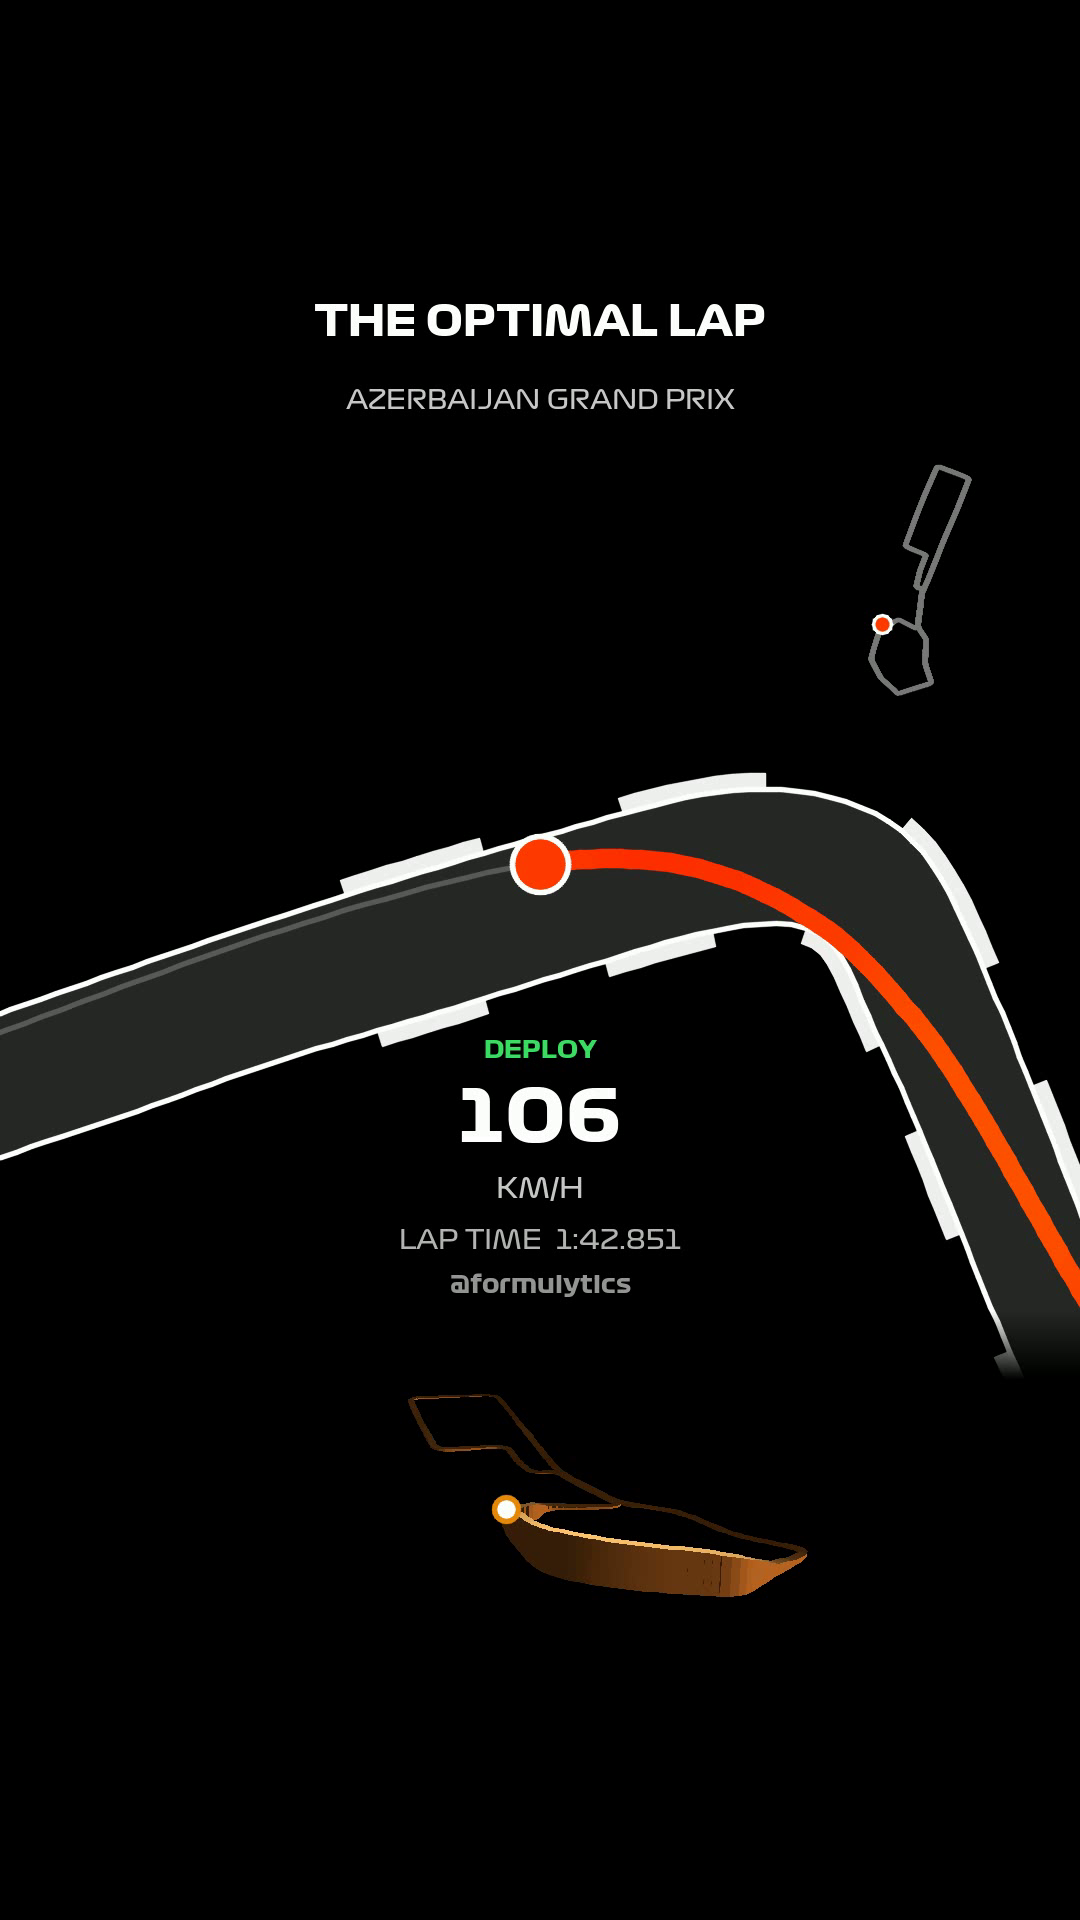 THE OPTIMAL LAP
AZERBAIJAN GRAND PRIX
DEPLOY
106
KM/H
LAP TIME 1:42.851
@formulytics